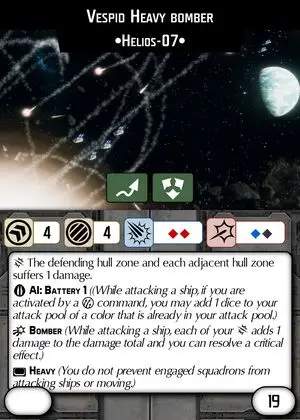 Vespid Heavy bomber
•Helios-07•
4
4
The defending hull zone and each adjacent hull zone
suffers 1 damage.
AI: Battery 1 ((While attacking a ship, if you are
activated by a command, you may add 1 dice to your
attack pool of a color that is already in your attack pool.)
Bomber (While attacking a ship, each of your adds 1
damage to the damage total and you can resolve a critical
effect.)
Heavy (You do not prevent engaged squadrons from
attacking ships or moving.)
19